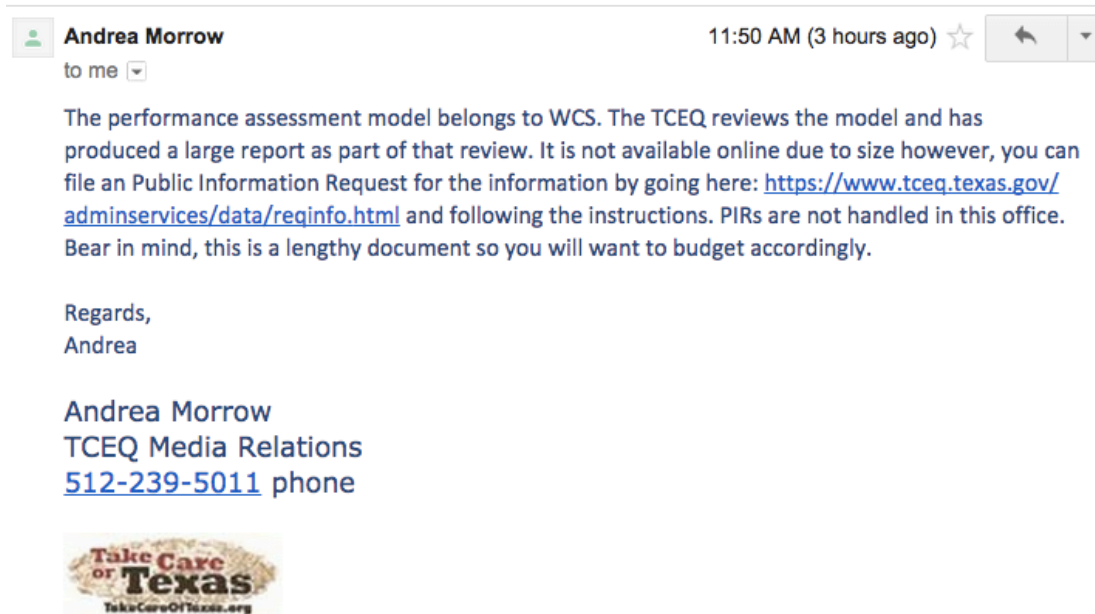 Andrea Morrow
11:50 AM (3 hours ago)
to me
The performance assessment model belongs to WCS. The TCEQ reviews the model and has
produced a large report as part of that review. It is not available online due to size however, you can
file an Public Information Request for the information by going here: https://www.tceq.texas.gov/
adminservices/data/reqinfo.html and following the instructions. PIRs are not handled in this office.
Bear in mind, this is a lengthy document so you will want to budget accordingly.
Regards,
Andrea
Andrea Morrow
TCEQ Media Relations
512-239-5011 phone
Take Care
OF Texas
TakeCareOfTexas.org